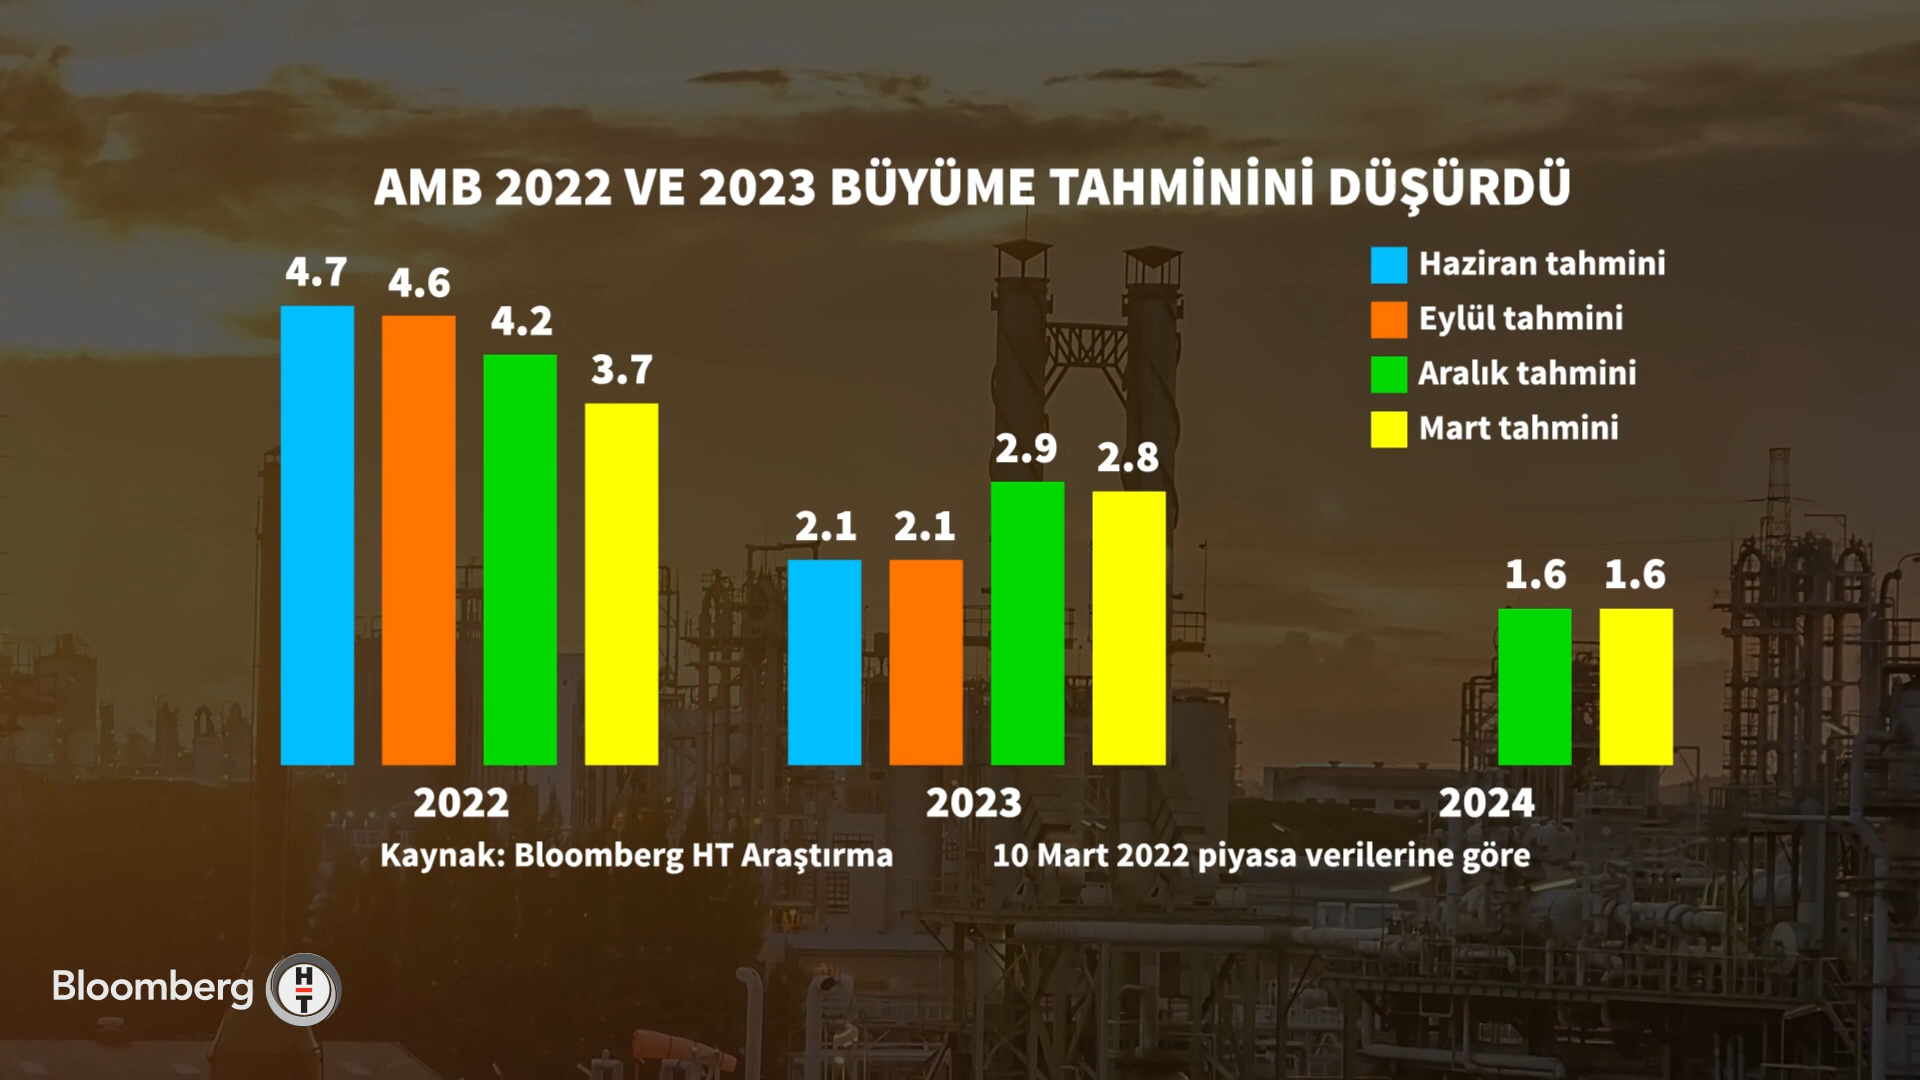 AMB 2022 VE 2023 BÜYÜME TAHMİNİNİ DÜŞÜRDÜ
Haziran tahmini
Eylül tahmini
Aralık tahmini
Mart tahmini
4.7
4.6
4.2
3.7
2.1
2.1
2.9
2.8
1.6
1.6
2022
2023
2024
Kaynak: Bloomberg HT Araştırma
10 Mart 2022 piyasa verilerine göre
Bloomberg HT